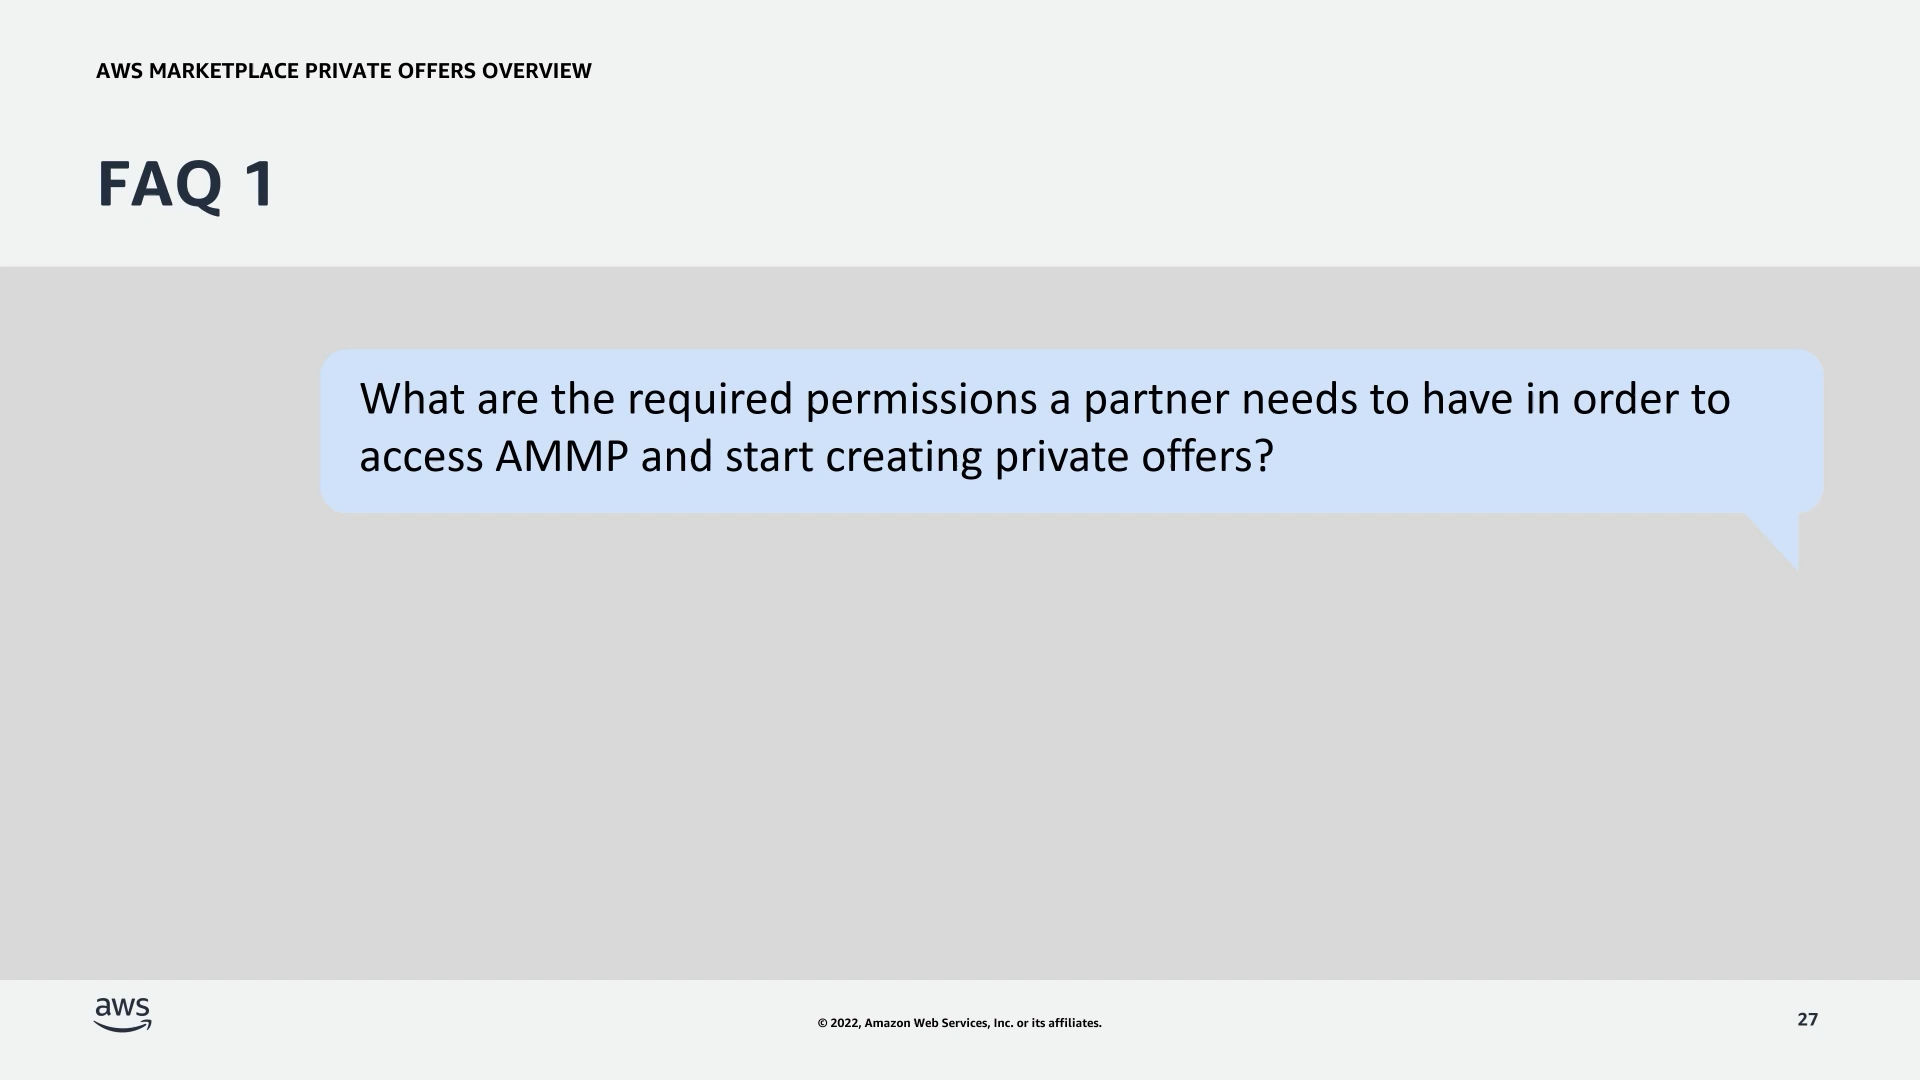 AWS MARKETPLACE PRIVATE OFFERS OVERVIEW
FAQ 1
What are the required permissions a partner needs to have in order to
access AMMP and start creating private offers?
aws
© 2022, Amazon Web Services, Inc. or its affiliates.
27